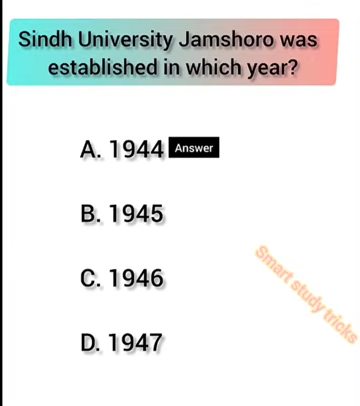 Sindh University Jamshoro was
established in which year?
A. 1944 Answer
B. 1945
C. 1946
D. 1947
Smart study tricks